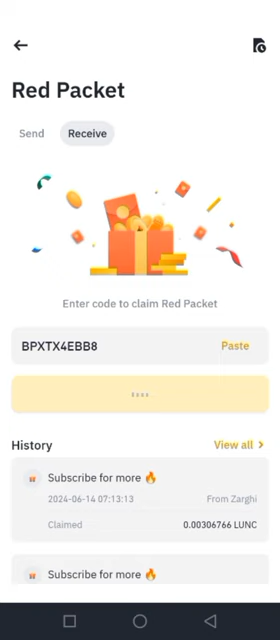 Red Packet
Send
Receive
Enter code to claim Red Packet
BPXTX4EBB8
Paste
History
View all
Subscribe for more 🔥
2024-06-14 07:13:13
From Zarghi
Claimed
0.00306766 LUNC
Subscribe for more 🔥